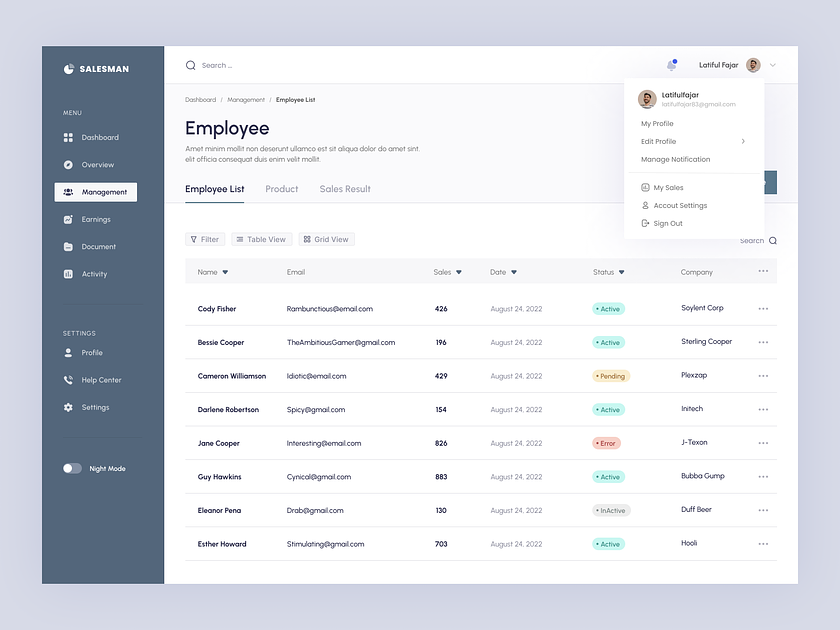 SALESMAN
MENU
Dashboard
Overview
Management
Earnings
Document
Activity
SETTINGS
Profile
Help Center
Settings
Night Mode
Search ...
Latiful Fajar
Latifulfajar
latifulfajar83@gmail.com
My Profile
Edit Profile
Manage Notification
My Sales
Accout Settings
Sign Out
Dashboard / Management / Employee List
Employee
Amet minim mollit non deserunt ullamco est sit aliqua dolor do amet sint.
elit officia consequat duis enim velit mollit.
Employee List Product Sales Result
Filter Table View Grid View Search
Name Email Sales Date Status Company
Cody Fisher Rambunctious@email.com 426 August 24, 2022 Active Soylent Corp
Bessie Cooper TheAmbitiousGamer@gmail.com 196 August 24, 2022 Active Sterling Cooper
Cameron Williamson Idiotic@email.com 429 August 24, 2022 Pending Plexzap
Darlene Robertson Spicy@gmail.com 154 August 24, 2022 Active Initech
Jane Cooper Interesting@email.com 826 August 24, 2022 Error J-Texon
Guy Hawkins Cynical@gmail.com 883 August 24, 2022 Active Bubba Gump
Eleanor Pena Drab@gmail.com 130 August 24, 2022 InActive Duff Beer
Esther Howard Stimulating@gmail.com 703 August 24, 2022 Active Hooli